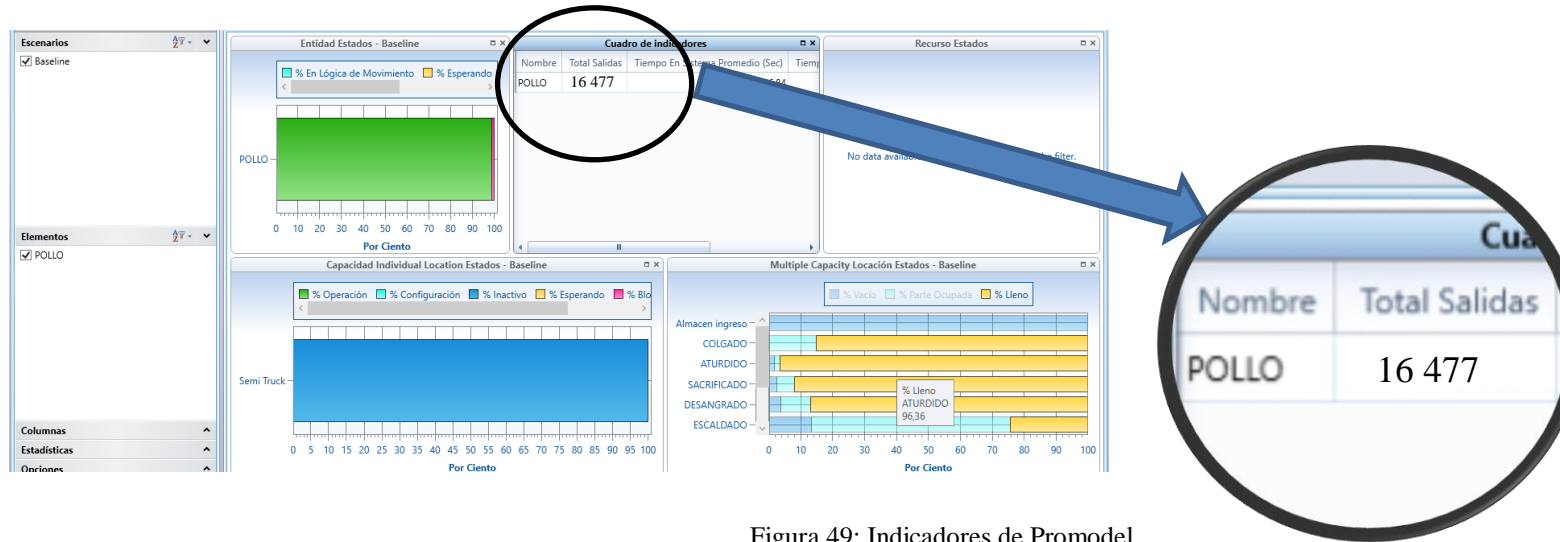 Escenarios
Baseline
Elementos
POLLO
Columnas
Estadísticas
Opciones
Entidad Estados - Baseline
% En Lógica de Movimiento % Esperando
POLLO
0 10 20 30 40 50 60 70 80 90 100
Por Ciento
Cuadro de indicadores
Nombre Total Salidas Tiempo En Sistema Promedio (Sec) Tiemp
POLLO 16 477
Recurso Estados
No data available filter.
Capacidad Individual Location Estados - Baseline
% Operación % Configuración % Inactivo % Esperando % Blo
Semi Truck
0 5 10 15 20 25 30 35 40 45 50 55 60 65 70 75 80 85 90 95 100
Por Ciento
Multiple Capacity Locación Estados - Baseline
% Vacío % Parte Ocupada % Lleno
Almacen ingreso
COLGADO
ATURDIDO
SACRIFICADO
DESANGRADO
ESCALDADO
% Lleno
ATURDIDO
96,36
0 10 20 30 40 50 60 70 80 90 100
Por Ciento
Cua
Nombre Total Salidas
POLLO 16 477
Figura 49: Indicadores de Promodel